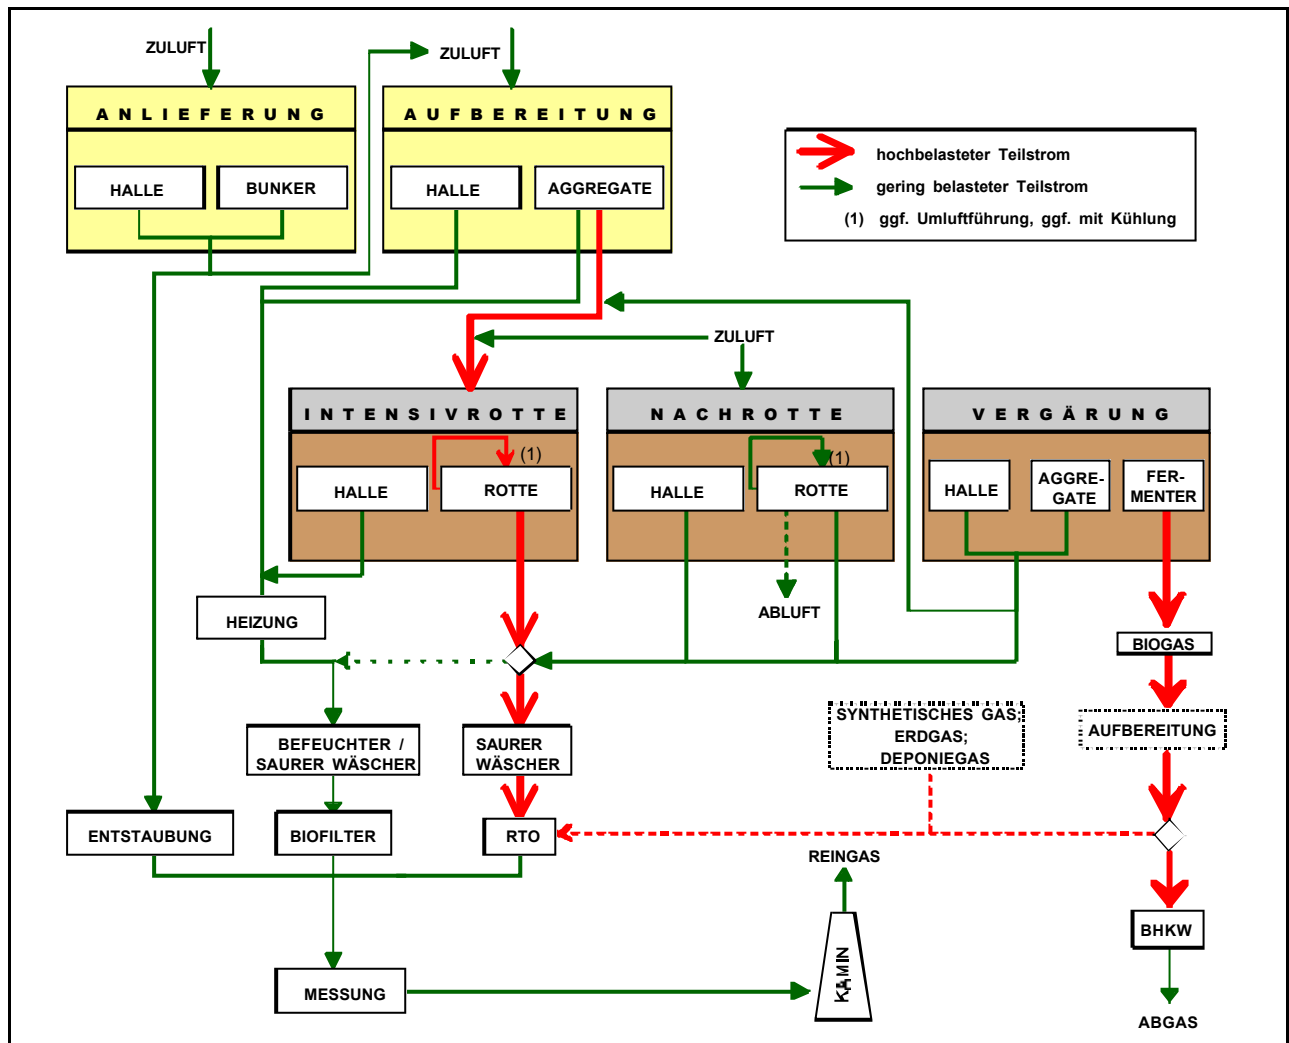 ZULUFT
ZULUFT
ANLIEFERUNG
AUFBEREITUNG
HALLE
BUNKER
HALLE
AGGREGATE
hochbelasteter Teilstrom
gering belasteter Teilstrom
(1) ggf. Umluftführung, ggf. mit Kühlung
ZULUFT
INTENSIVROTTE
NACHROTTE
VERGÄRUNG
(1)
(1)
HALLE
ROTTE
HALLE
ROTTE
HALLE
AGGRE-
GATE
FER-
MENTER
ABLUFT
HEIZUNG
BIOGAS
SYNTHETISCHES GAS;
ERDGAS;
DEPONIEGAS
AUFBEREITUNG
BEFEUCHTER /
SAURER WÄSCHER
SAURER
WÄSCHER
ENTSTAUBUNG
BIOFILTER
RTO
REINGAS
BHKW
KAMIN
MESSUNG
ABGAS